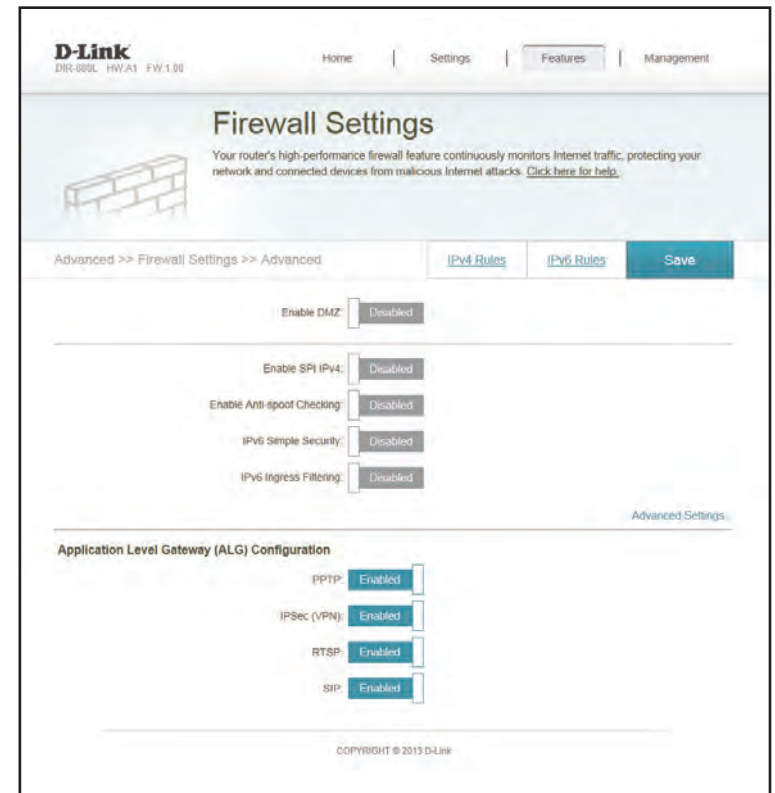 D-Link
DIR-880L HW:A1 FW:1.00
Home | Settings | Features | Management
Firewall Settings
Your router's high-performance firewall feature continuously monitors Internet traffic, protecting your
network and connected devices from malicious Internet attacks. Click here for help.
Advanced >> Firewall Settings >> Advanced
IPv4 Rules
IPv6 Rules
Save
Enable DMZ: Disabled
Enable SPI IPv4: Disabled
Enable Anti-spoof Checking: Disabled
IPv6 Simple Security: Disabled
IPv6 Ingress Filtering: Disabled
Advanced Settings
Application Level Gateway (ALG) Configuration
PPTP: Enabled
IPSec (VPN): Enabled
RTSP: Enabled
SIP: Enabled
COPYRIGHT © 2013 D-Link